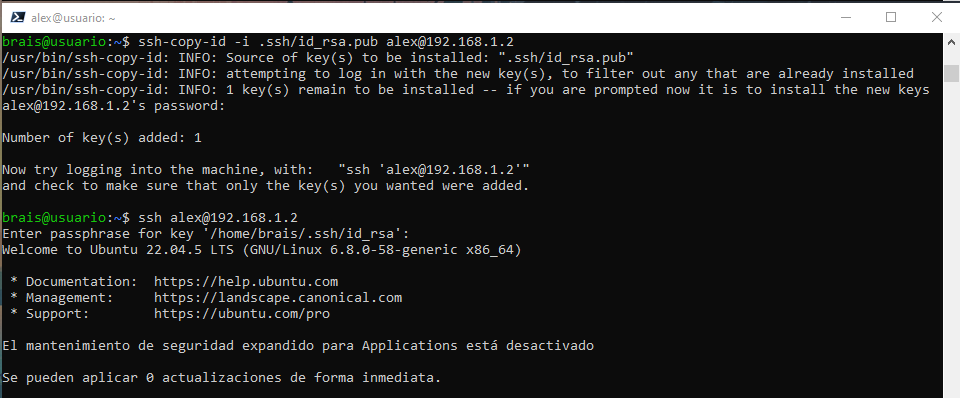 alex@usuario: ~
brais@usuario:~$ ssh-copy-id -i .ssh/id_rsa.pub alex@192.168.1.2
/usr/bin/ssh-copy-id: INFO: Source of key(s) to be installed: ".ssh/id_rsa.pub"
/usr/bin/ssh-copy-id: INFO: attempting to log in with the new key(s), to filter out any that are already installed
/usr/bin/ssh-copy-id: INFO: 1 key(s) remain to be installed -- if you are prompted now it is to install the new keys
alex@192.168.1.2's password:
Number of key(s) added: 1
Now try logging into the machine, with:   "ssh 'alex@192.168.1.2'"
and check to make sure that only the key(s) you wanted were added.
brais@usuario:~$ ssh alex@192.168.1.2
Enter passphrase for key '/home/brais/.ssh/id_rsa':
Welcome to Ubuntu 22.04.5 LTS (GNU/Linux 6.8.0-58-generic x86_64)
 * Documentation:  https://help.ubuntu.com
 * Management:     https://landscape.canonical.com
 * Support:        https://ubuntu.com/pro
El mantenimiento de seguridad expandido para Applications está desactivado
Se pueden aplicar 0 actualizaciones de forma inmediata.